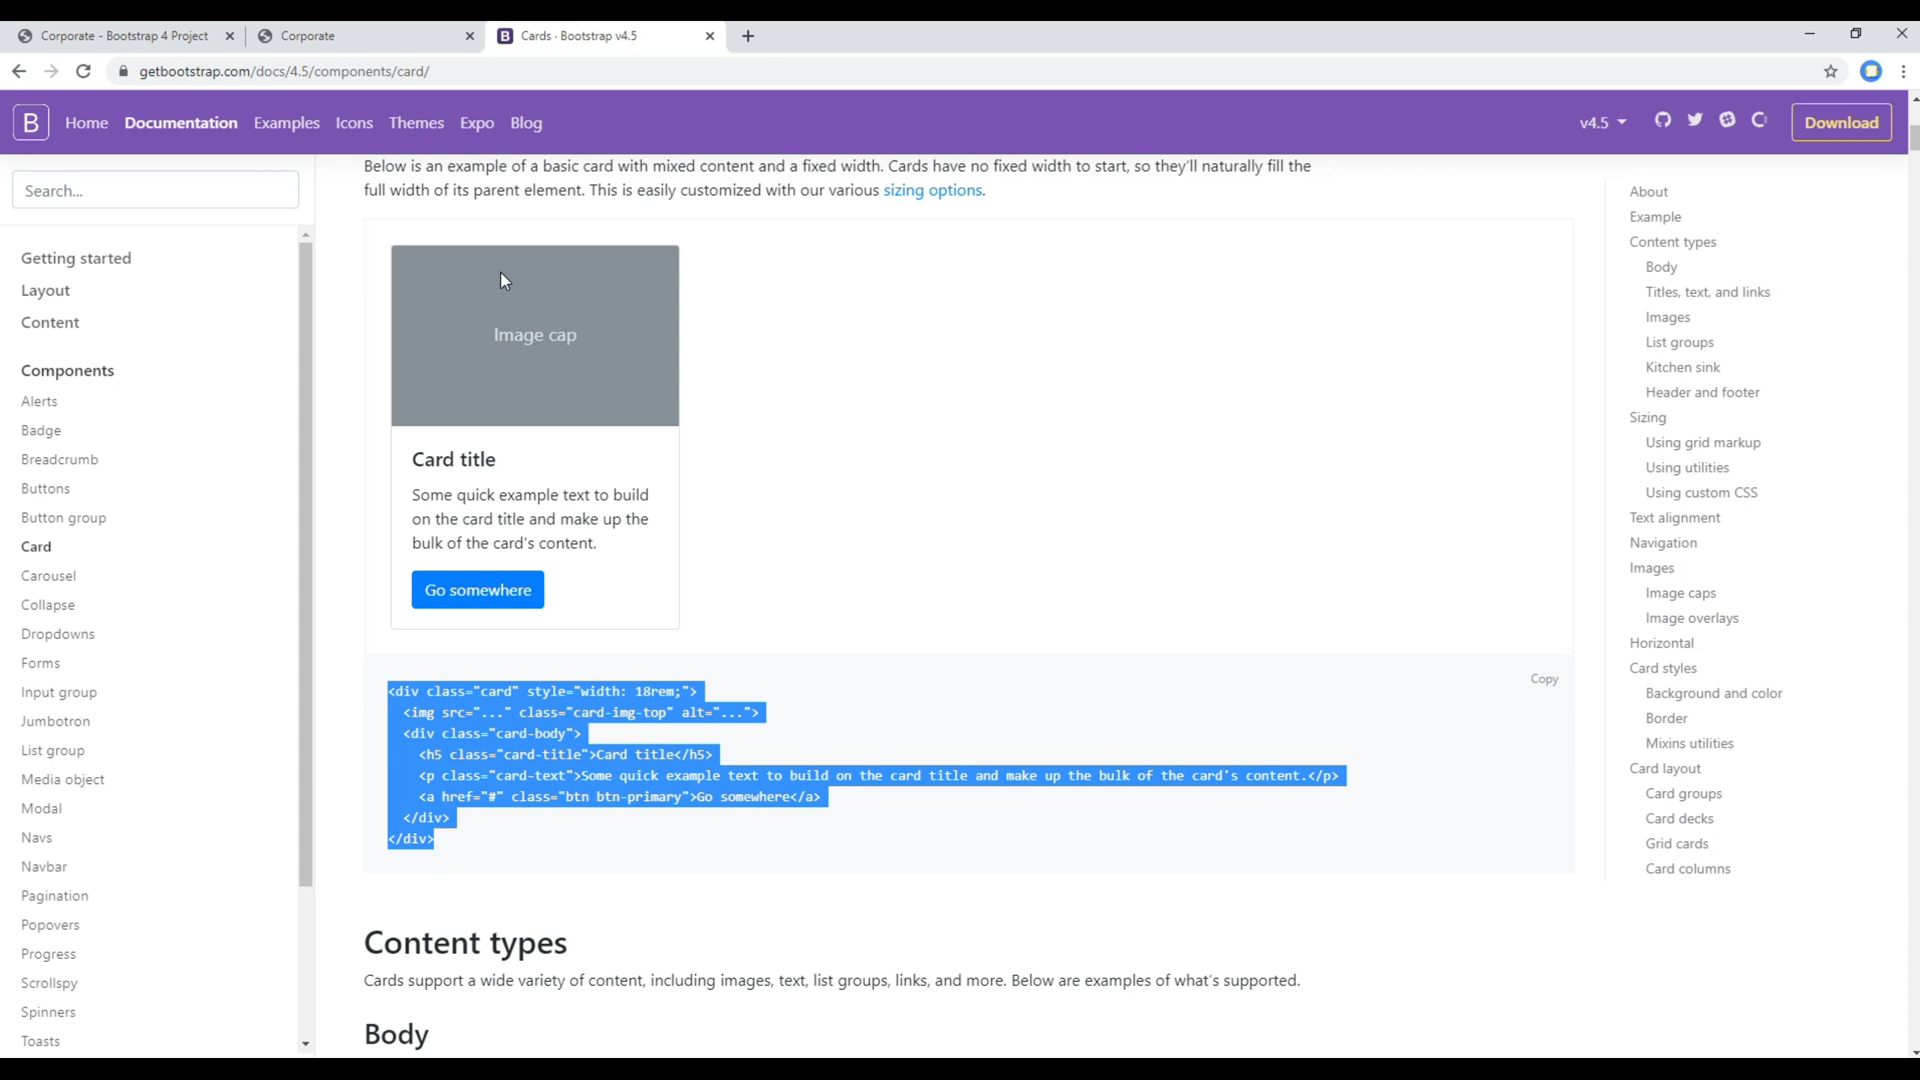 Corporate - Bootstrap 4 Project
Corporate
B Cards · Bootstrap v4.5
getbootstrap.com/docs/4.5/components/card/
B Home Documentation Examples Icons Themes Expo Blog v4.5 Download
Search...
Getting started
Layout
Content
Components
Alerts
Badge
Breadcrumb
Buttons
Button group
Card
Carousel
Collapse
Dropdowns
Forms
Input group
Jumbotron
List group
Media object
Modal
Navs
Navbar
Pagination
Popovers
Progress
Scrollspy
Spinners
Toasts
Below is an example of a basic card with mixed content and a fixed width. Cards have no fixed width to start, so they'll naturally fill the
full width of its parent element. This is easily customized with our various sizing options.
Image cap
Card title
Some quick example text to build
on the card title and make up the
bulk of the card's content.
Go somewhere
Copy
<div class="card" style="width: 18rem;">
<img src="..." class="card-img-top" alt="...">
<div class="card-body">
<h5 class="card-title">Card title</h5>
<p class="card-text">Some quick example text to build on the card title and make up the bulk of the card's content.</p>
<a href="#" class="btn btn-primary">Go somewhere</a>
</div>
</div>
Content types
Cards support a wide variety of content, including images, text, list groups, links, and more. Below are examples of what's supported.
Body
About
Example
Content types
Body
Titles, text, and links
Images
List groups
Kitchen sink
Header and footer
Sizing
Using grid markup
Using utilities
Using custom CSS
Text alignment
Navigation
Images
Image caps
Image overlays
Horizontal
Card styles
Background and color
Border
Mixins utilities
Card layout
Card groups
Card decks
Grid cards
Card columns